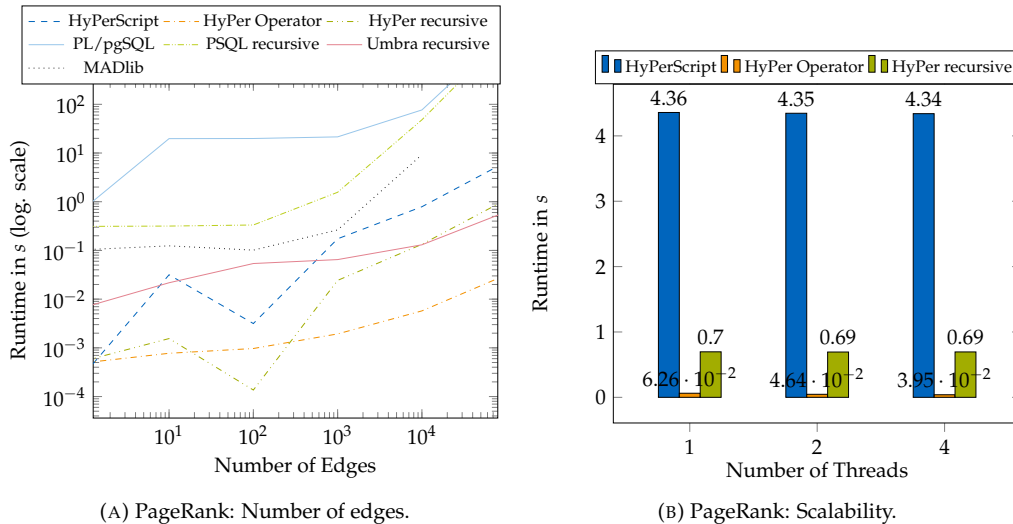 HyPerScript HyPer Operator HyPer recursive
PL/pgSQL PSQL recursive Umbra recursive
MADlib
Runtime in s (log. scale)
10^2
10^1
10^0
10^−1
10^−2
10^−3
10^−4
10^1 10^2 10^3 10^4
Number of Edges
(A) PageRank: Number of edges.
HyPerScript HyPer Operator HyPer recursive
4.36 4.35 4.34
Runtime in s
4
3
2
1
0
0.7 0.69 0.69
6.26 · 10^−2 4.64 · 10^−2 3.95 · 10^−2
1 2 4
Number of Threads
(B) PageRank: Scalability.